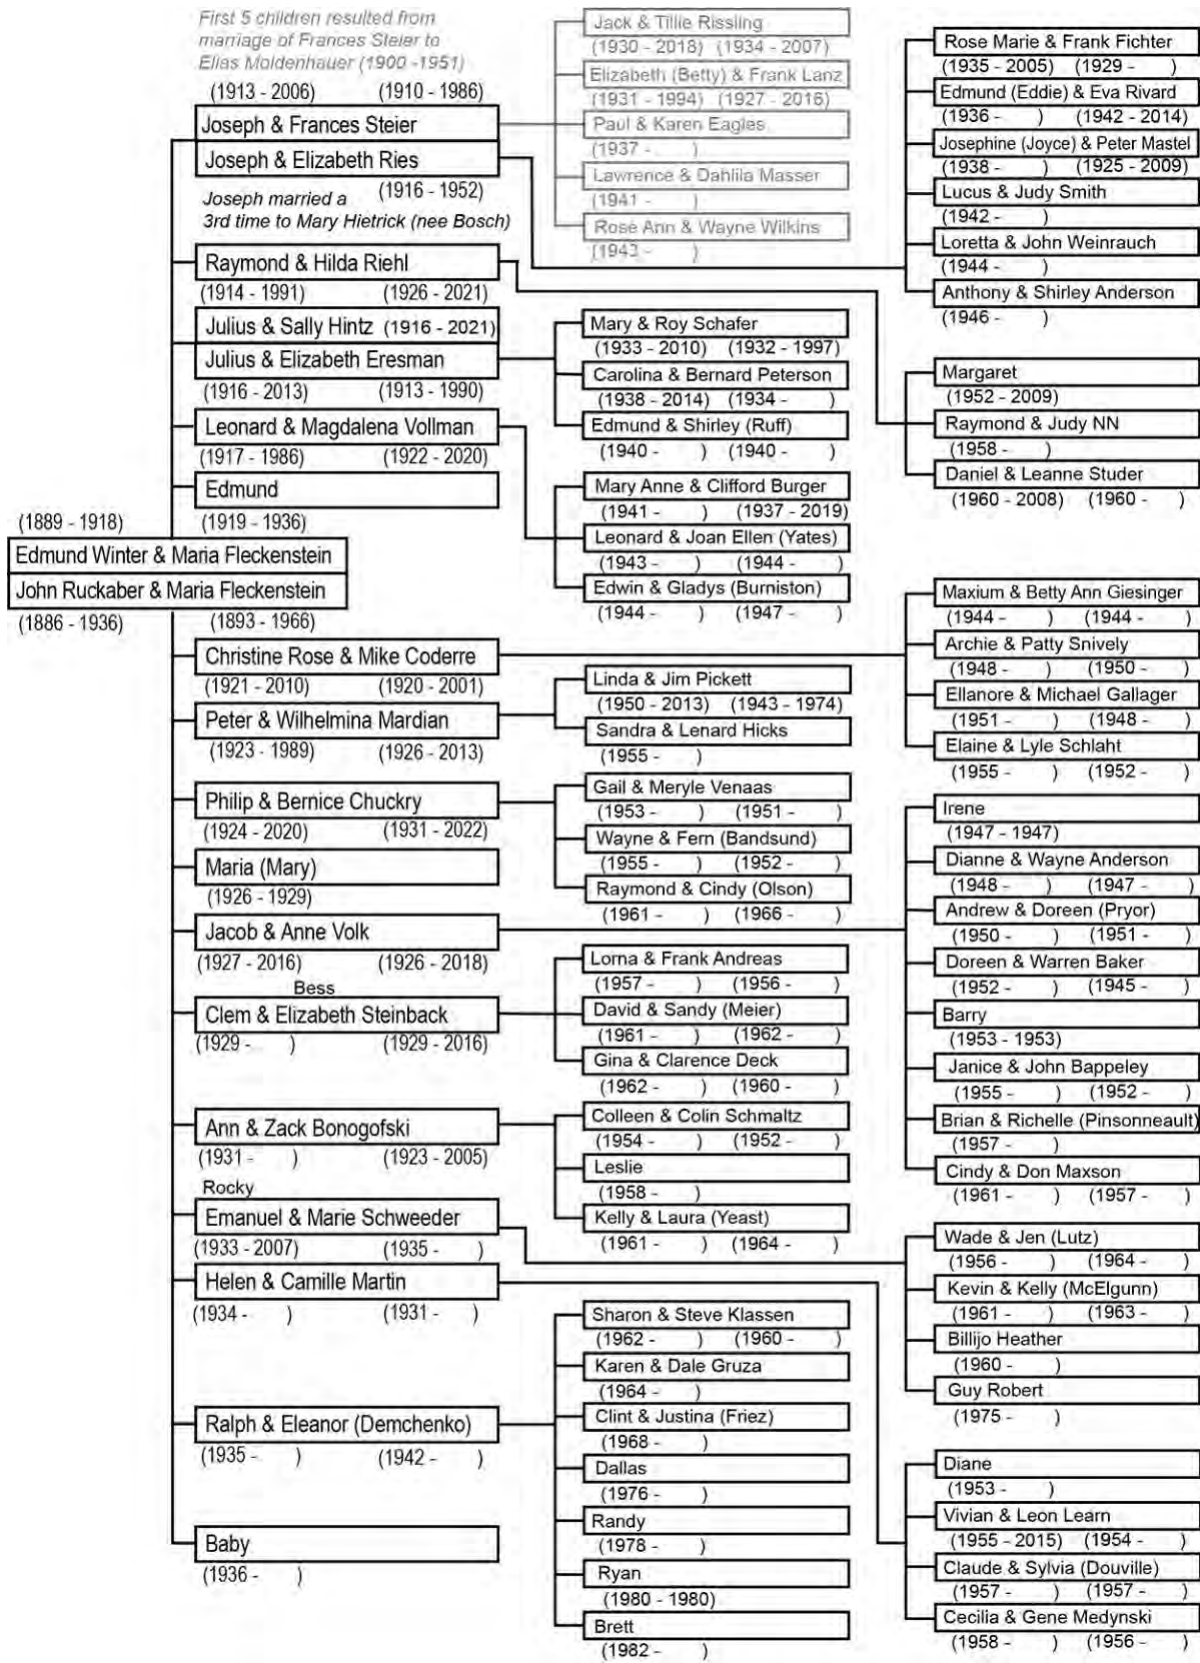 First 5 children resulted from
marriage of Frances Steier to
Elias Moldenhauer (1900 -1951)
(1913 - 2006) (1910 - 1986)
Joseph & Frances Steier
Joseph & Elizabeth Ries
(1916 - 1952)
Joseph married a
3rd time to Mary Hietrick (nee Bosch)
Raymond & Hilda Riehl
(1914 - 1991) (1926 - 2021)
Julius & Sally Hintz (1916 - 2021)
Julius & Elizabeth Eresman
(1916 - 2013) (1913 - 1990)
Leonard & Magdalena Vollman
(1917 - 1986) (1922 - 2020)
Edmund
(1919 - 1936)
(1889 - 1918)
Edmund Winter & Maria Fleckenstein
John Ruckaber & Maria Fleckenstein
(1886 - 1936) (1893 - 1966)
Christine Rose & Mike Coderre
(1921 - 2010) (1920 - 2001)
Peter & Wilhelmina Mardian
(1923 - 1989) (1926 - 2013)
Philip & Bernice Chuckry
(1924 - 2020) (1931 - 2022)
Maria (Mary)
(1926 - 1929)
Jacob & Anne Volk
(1927 - 2016) (1926 - 2018)
Bess
Clem & Elizabeth Steinback
(1929 - ) (1929 - 2016)
Ann & Zack Bonogofski
(1931 - ) (1923 - 2005)
Rocky
Emanuel & Marie Schweeder
(1933 - 2007) (1935 - )
Helen & Camille Martin
(1934 - ) (1931 - )
Ralph & Eleanor (Demchenko)
(1935 - ) (1942 - )
Baby
(1936 - )
Jack & Tillie Rissling
(1930 - 2018) (1934 - 2007)
Elizabeth (Betty) & Frank Lanz
(1931 - 1994) (1927 - 2016)
Paul & Karen Eagles
(1937 - )
Lawrence & Dahlila Masser
(1941 - )
Rose Ann & Wayne Wilkins
(1943 - )
Mary & Roy Schafer
(1933 - 2010) (1932 - 1997)
Carolina & Bernard Peterson
(1938 - 2014) (1934 - )
Edmund & Shirley (Ruff)
(1940 - ) (1940 - )
Mary Anne & Clifford Burger
(1941 - ) (1937 - 2019)
Leonard & Joan Ellen (Yates)
(1943 - ) (1944 - )
Edwin & Gladys (Burniston)
(1944 - ) (1947 - )
Linda & Jim Pickett
(1950 - 2013) (1943 - 1974)
Sandra & Lenard Hicks
(1955 - )
Gail & Meryle Venaas
(1953 - ) (1951 - )
Wayne & Fern (Bandsund)
(1955 - ) (1952 - )
Raymond & Cindy (Olson)
(1961 - ) (1966 - )
Lorna & Frank Andreas
(1957 - ) (1956 - )
David & Sandy (Meier)
(1961 - ) (1962 - )
Gina & Clarence Deck
(1962 - ) (1960 - )
Colleen & Colin Schmaltz
(1954 - ) (1952 - )
Leslie
(1958 - )
Kelly & Laura (Yeast)
(1961 - ) (1964 - )
Sharon & Steve Klassen
(1962 - ) (1960 - )
Karen & Dale Gruza
(1964 - )
Clint & Justina (Friez)
(1968 - )
Dallas
(1976 - )
Randy
(1978 - )
Ryan
(1980 - 1980)
Brett
(1982 - )
Rose Marie & Frank Fichter
(1935 - 2005) (1929 - )
Edmund (Eddie) & Eva Rivard
(1936 - ) (1942 - 2014)
Josephine (Joyce) & Peter Mastel
(1938 - ) (1925 - 2009)
Lucus & Judy Smith
(1942 - )
Loretta & John Weinrauch
(1944 - )
Anthony & Shirley Anderson
(1946 - )
Margaret
(1952 - 2009)
Raymond & Judy NN
(1958 - )
Daniel & Leanne Studer
(1960 - 2008) (1960 - )
Maxium & Betty Ann Giesinger
(1944 - ) (1944 - )
Archie & Patty Snively
(1948 - ) (1950 - )
Ellanore & Michael Gallager
(1951 - ) (1948 - )
Elaine & Lyle Schlaht
(1955 - ) (1952 - )
Irene
(1947 - 1947)
Dianne & Wayne Anderson
(1948 - ) (1947 - )
Andrew & Doreen (Pryor)
(1950 - ) (1951 - )
Doreen & Warren Baker
(1952 - ) (1945 - )
Barry
(1953 - 1953)
Janice & John Bappeley
(1955 - ) (1952 - )
Brian & Richelle (Pinsonneault)
(1957 - )
Cindy & Don Maxson
(1961 - ) (1957 - )
Wade & Jen (Lutz)
(1956 - ) (1964 - )
Kevin & Kelly (McElgunn)
(1961 - ) (1963 - )
Billijo Heather
(1960 - )
Guy Robert
(1975 - )
Diane
(1953 - )
Vivian & Leon Learn
(1955 - 2015) (1954 - )
Claude & Sylvia (Douville)
(1957 - ) (1957 - )
Cecilia & Gene Medynski
(1958 - ) (1956 - )